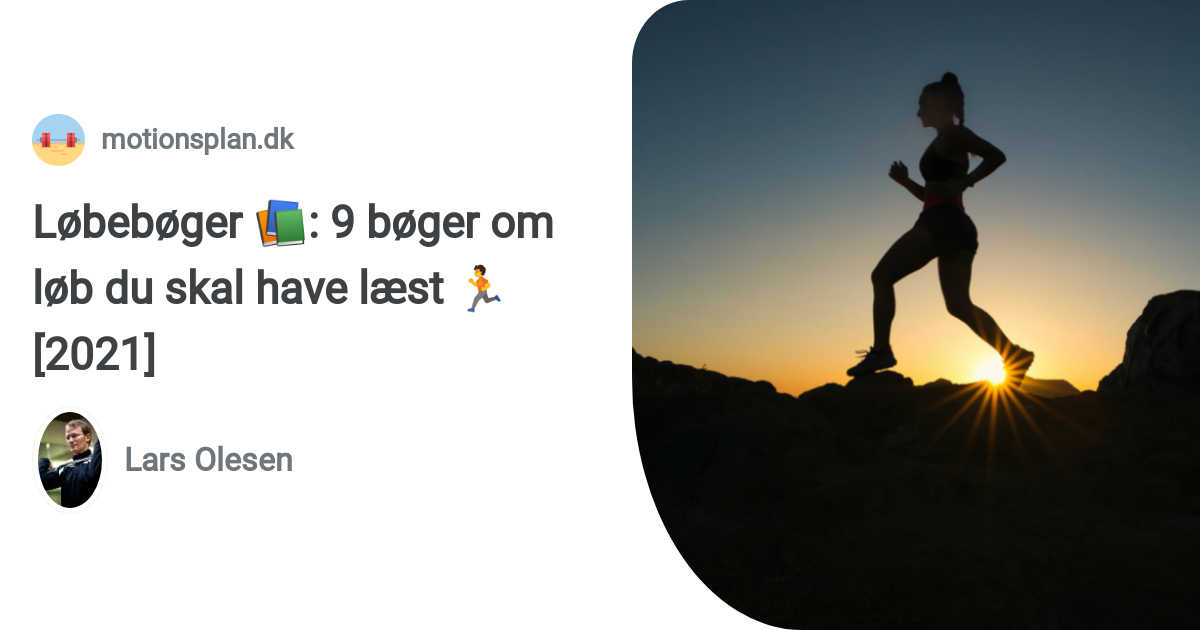 motionsplan.dk
Løbebøger 📚: 9 bøger om
løb du skal have læst 🏃
[2021]
Lars Olesen